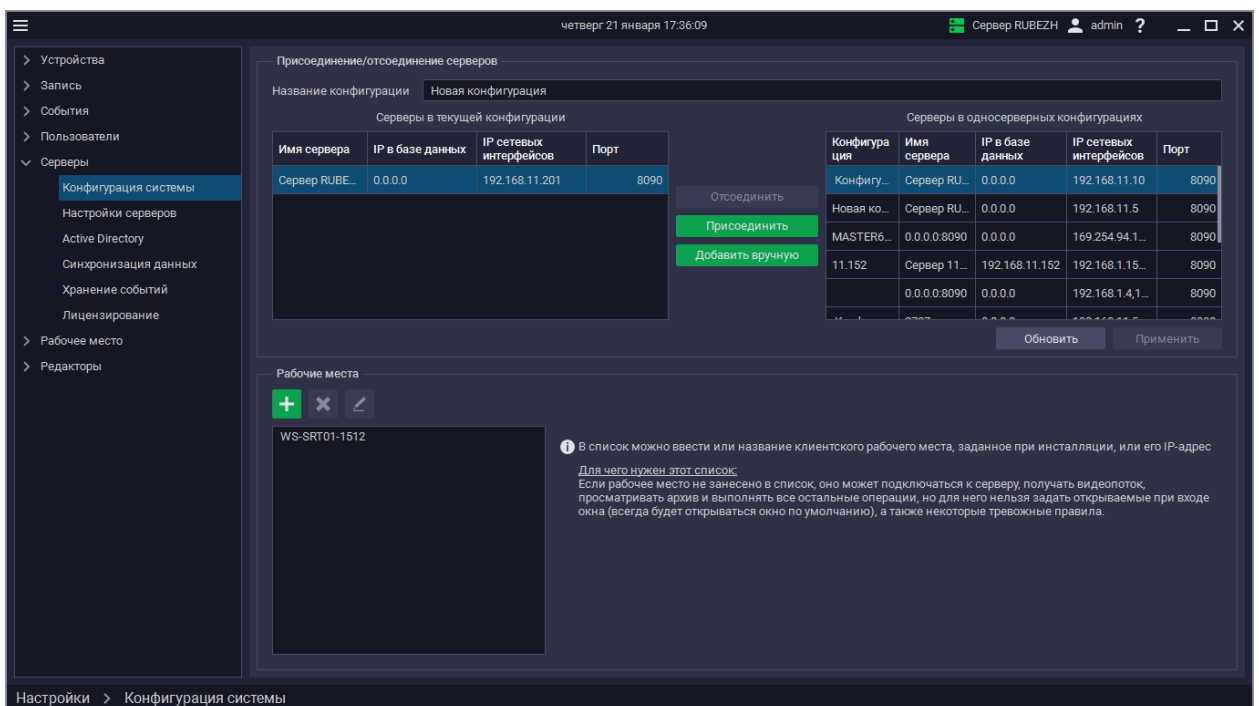 четверг 21 января 17:36:09
Сервер RUBEZH admin ?
Устройства
Запись
События
Пользователи
Серверы
Конфигурация системы
Настройки серверов
Active Directory
Синхронизация данных
Хранение событий
Лицензирование
Рабочее место
Редакторы
Присоединение/отсоединение серверов
Название конфигурации Новая конфигурация
Серверы в текущей конфигурации
Имя сервера IP в базе данных IP сетевых интерфейсов Порт
Сервер RUBE... 0.0.0.0 192.168.11.201 8090
Отсоединить
Присоединить
Добавить вручную
Серверы в односерверных конфигурациях
Конфигура
ция Имя сервера IP в базе данных IP сетевых интерфейсов Порт
Конфигу... Сервер RU... 0.0.0.0 192.168.11.10 8090
Новая ко... Сервер RU... 0.0.0.0 192.168.11.5 8090
MASTER6... 0.0.0.0:8090 0.0.0.0 169.254.94.1... 8090
11.152 Сервер 11... 192.168.11.152 192.168.1.15... 8090
0.0.0.0:8090 0.0.0.0 192.168.1.4,1... 8090
Обновить Применить
Рабочие места
WS-SRT01-1512
В список можно ввести или название клиентского рабочего места, заданное при инсталляции, или его IP-адрес
Для чего нужен этот список:
Если рабочее место не занесено в список, оно может подключаться к серверу, получать видеопоток,
просматривать архив и выполнять все остальные операции, но для него нельзя задать открываемые при входе
окна (всегда будет открываться окно по умолчанию), а также некоторые тревожные правила.
Настройки > Конфигурация системы